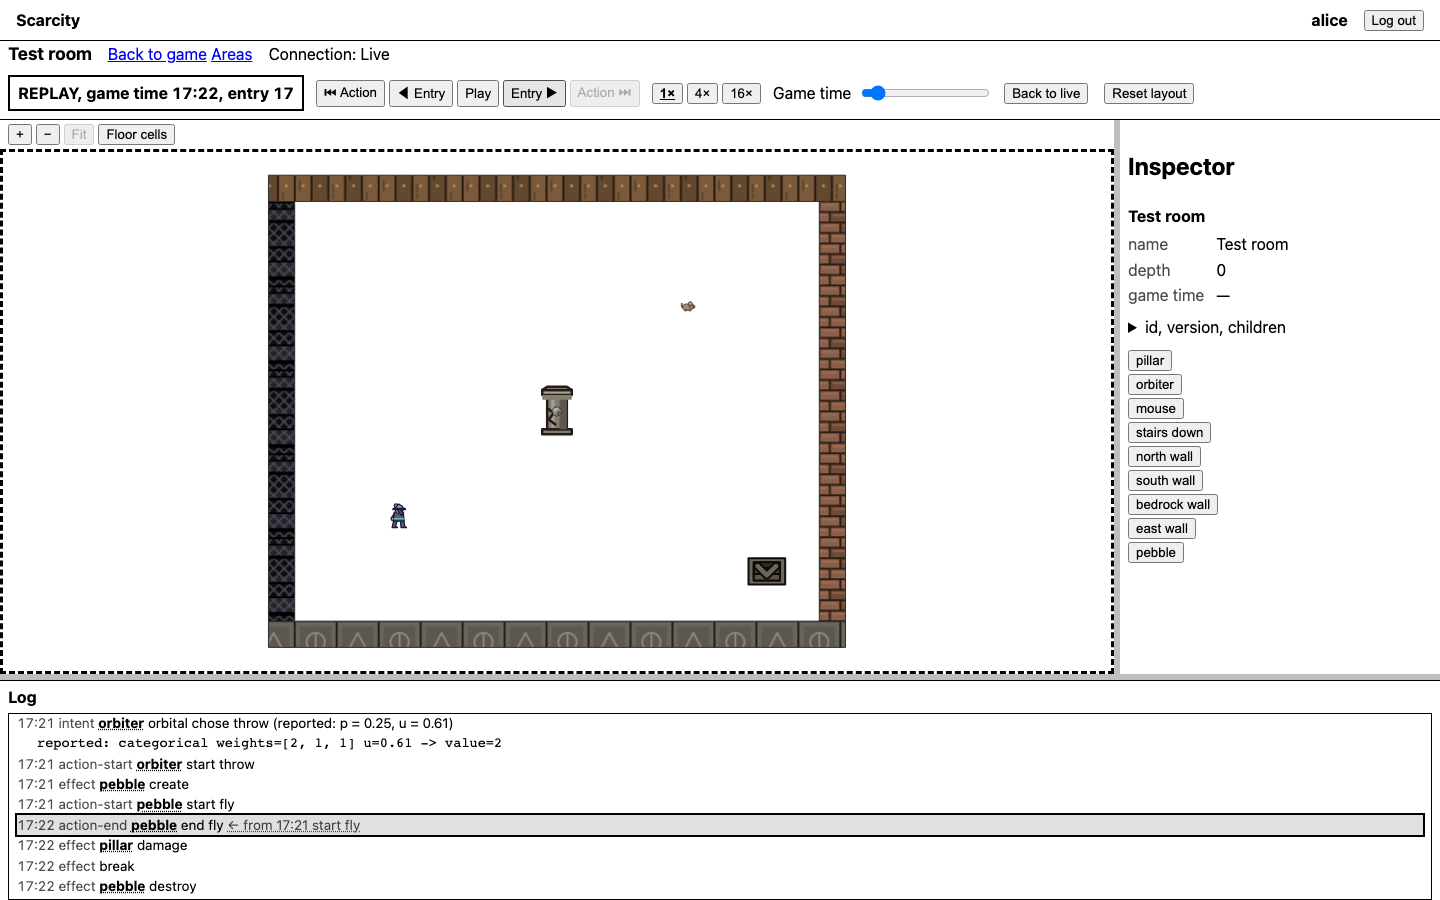 Scarcity
alice Log out
Test room Back to game Areas Connection: Live
REPLAY, game time 17:22, entry 17 ⏮ Action ◀ Entry Play Entry ▶ Action ⏭ 1× 4× 16× Game time Back to live Reset layout
+ − Fit Floor cells
Inspector
Test room
name Test room
depth 0
game time —
▶ id, version, children
pillar
orbiter
mouse
stairs down
north wall
south wall
bedrock wall
east wall
pebble
Log
17:21 intent orbiter orbital chose throw (reported: p = 0.25, u = 0.61)
reported: categorical weights=[2, 1, 1] u=0.61 -> value=2
17:21 action-start orbiter start throw
17:21 effect pebble create
17:21 action-start pebble start fly
17:22 action-end pebble end fly ← from 17:21 start fly
17:22 effect pillar damage
17:22 effect break
17:22 effect pebble destroy